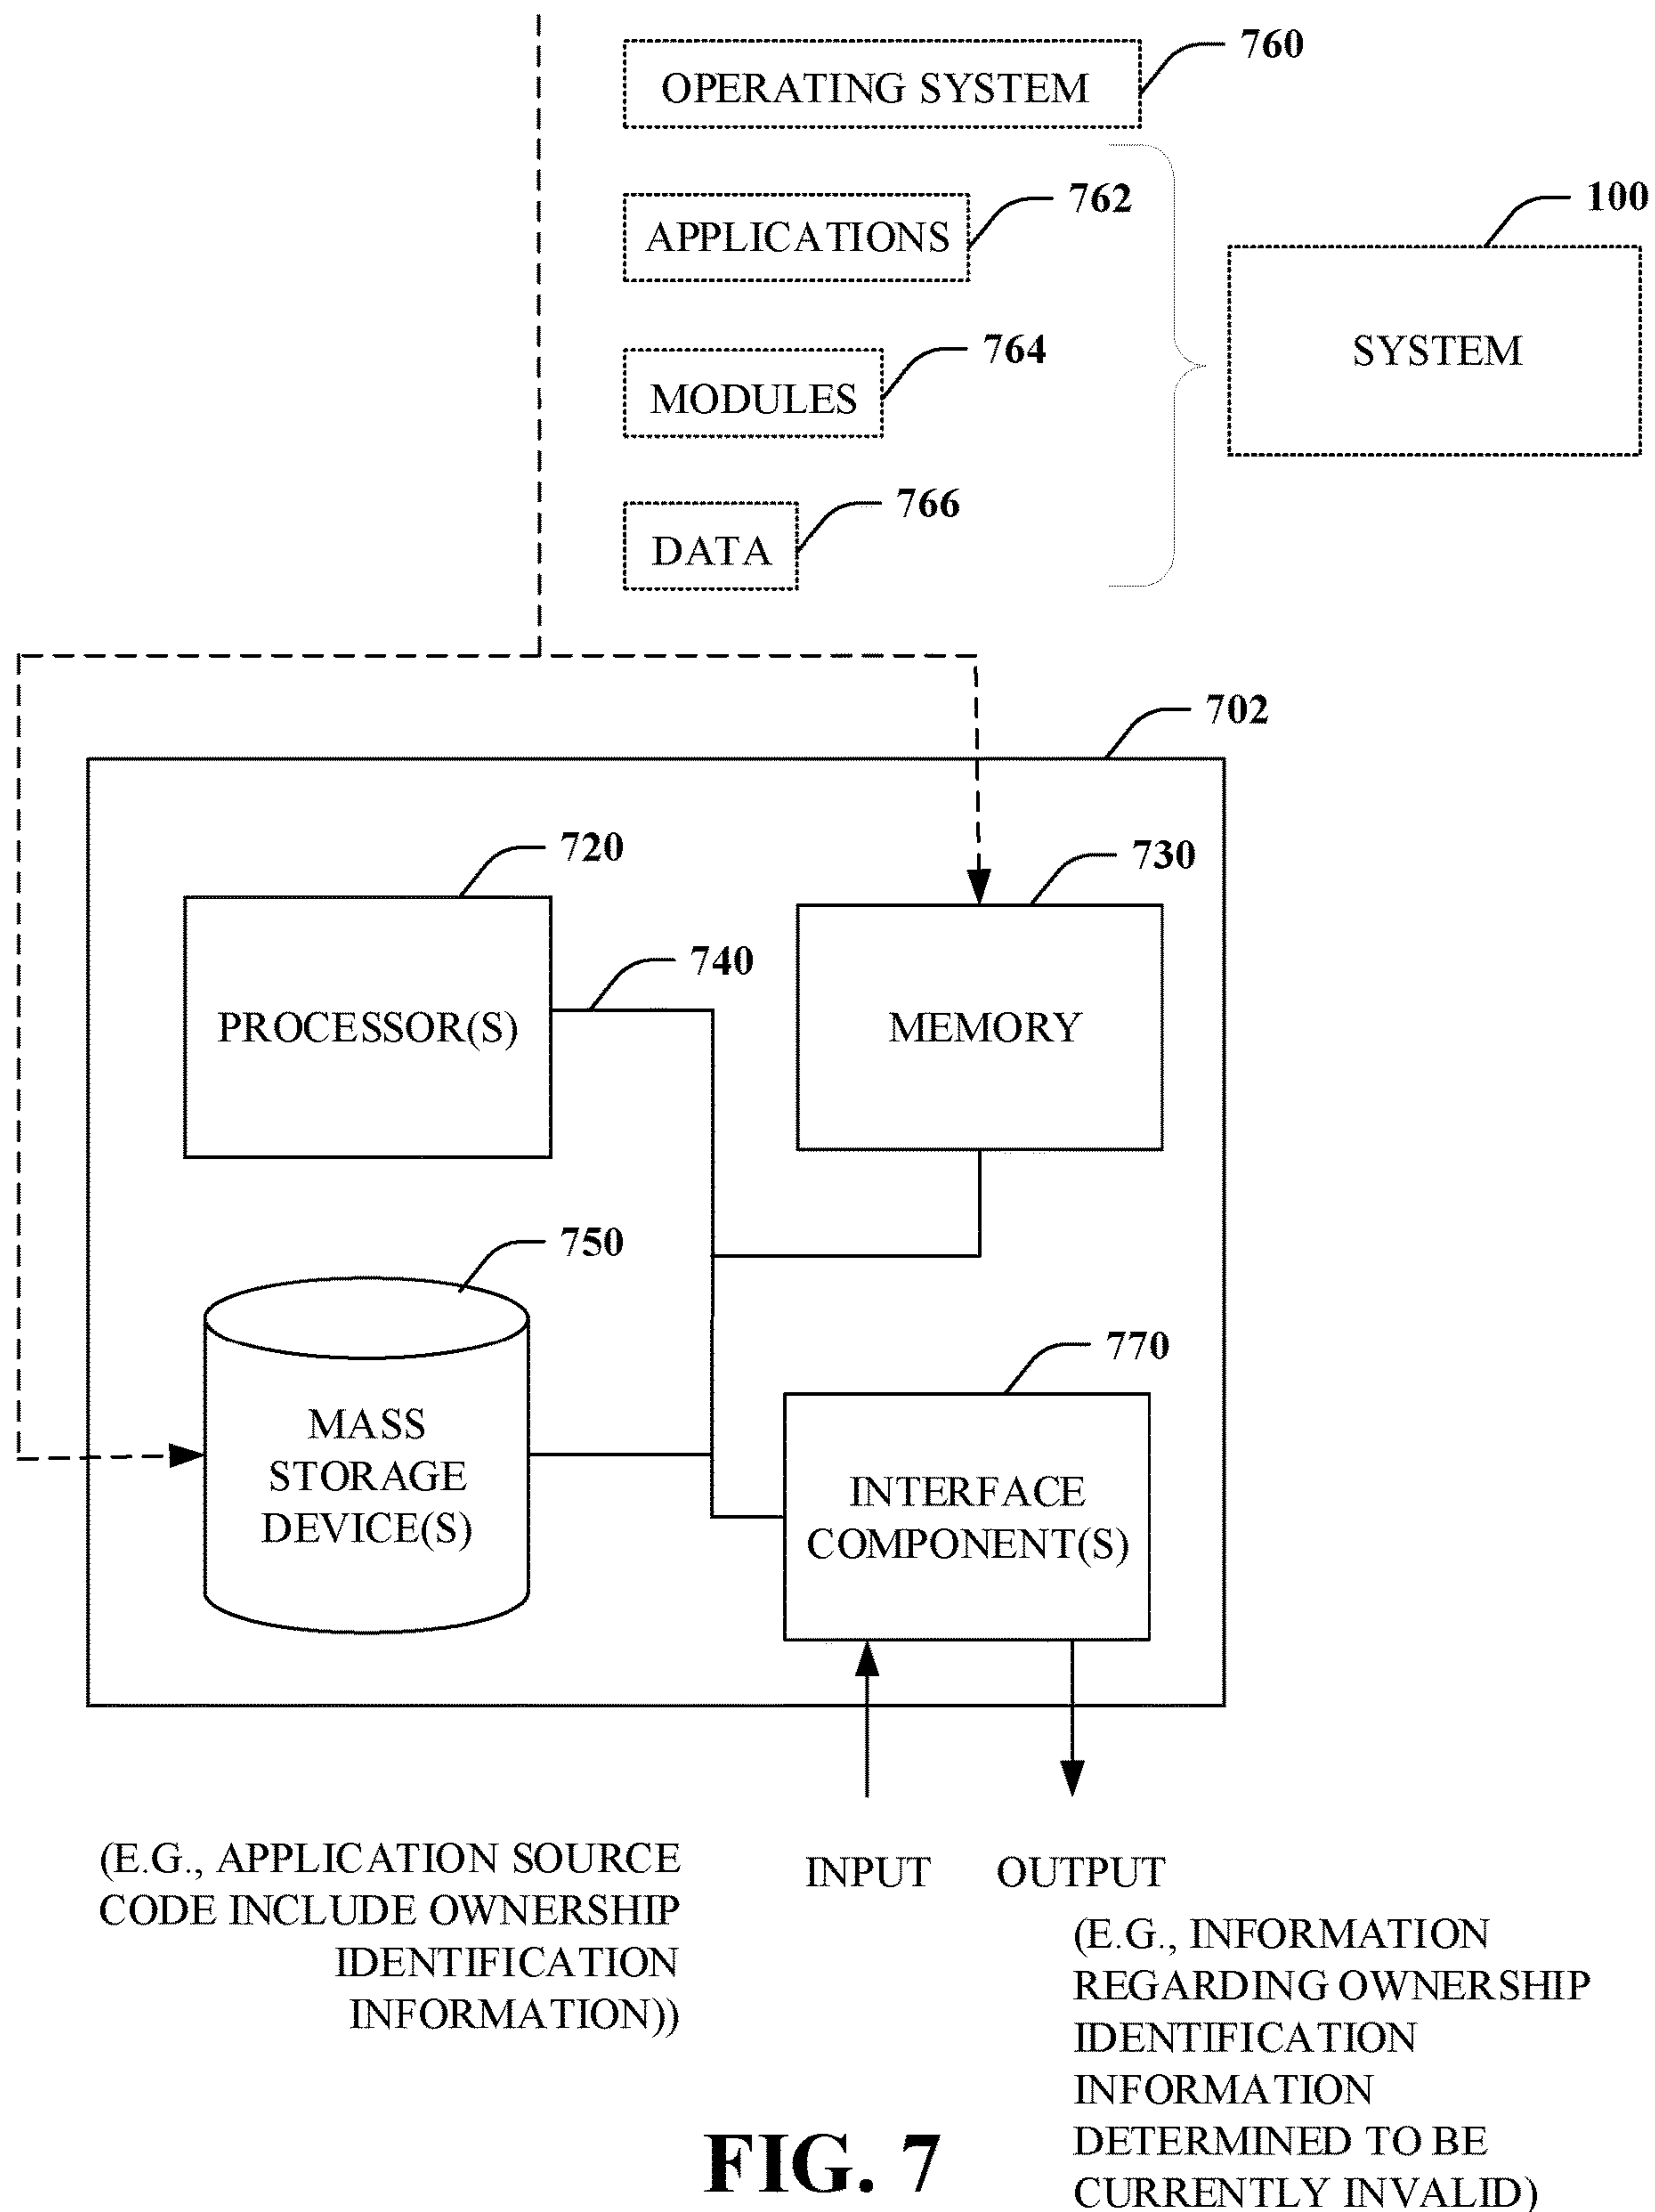 760
OPERATING SYSTEM
762
APPLICATIONS
100
SYSTEM
764
MODULES
766
DATA
702
720
PROCESSOR(S)
730
MEMORY
740
750
MASS
STORAGE
DEVICE(S)
770
INTERFACE
COMPONENT(S)
(E.G., APPLICATION SOURCE
CODE INCLUDE OWNERSHIP
IDENTIFICATION
INFORMATION))
INPUT
OUTPUT
(E.G., INFORMATION
REGARDING OWNERSHIP
IDENTIFICATION
INFORMATION
DETERMINED TO BE
CURRENTLY INVALID)
FIG. 7